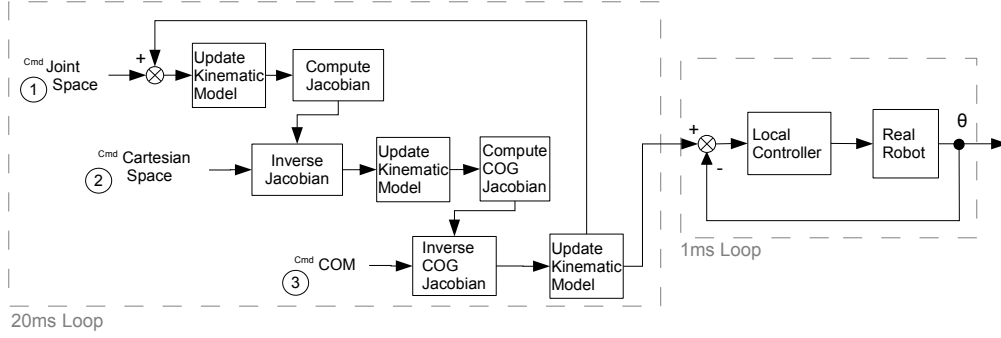 Cmd Joint
Space
1
+
Update
Kinematic
Model
Compute
Jacobian
Cmd Cartesian
Space
2
Inverse
Jacobian
Update
Kinematic
Model
Compute
COG
Jacobian
Cmd COM
3
Inverse
COG
Jacobian
Update
Kinematic
Model
20ms Loop
+
-
Local
Controller
Real
Robot
θ
1ms Loop